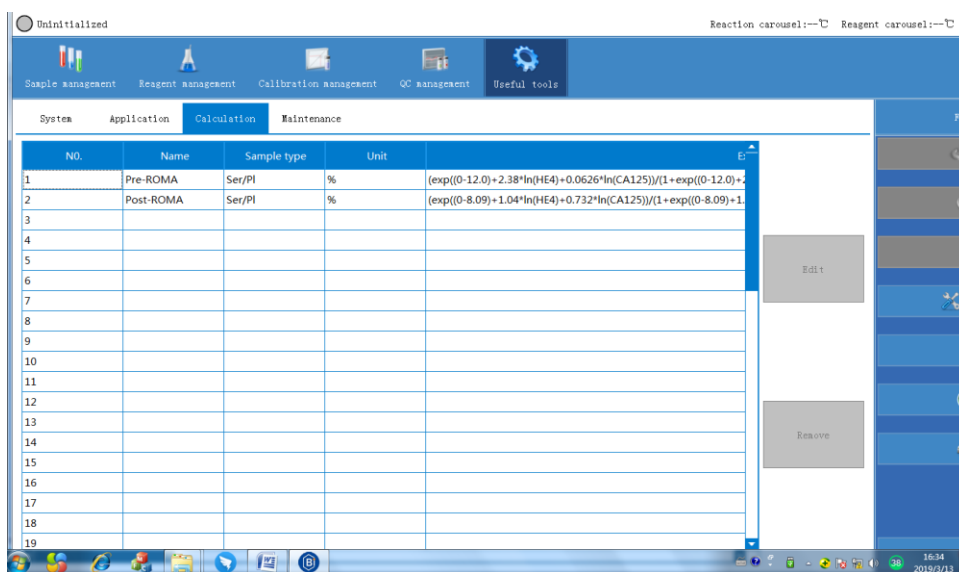 Uninitialized Reaction carousel:--℃ Reagent carousel:--℃
Sample management Reagent management Calibration management QC management Useful tools
System Application Calculation Maintenance
NO. Name Sample type Unit
1 Pre-ROMA Ser/Pl % (exp((0-12.0)+2.38*ln(HE4)+0.0626*ln(CA125))/(1+exp((0-12.0)+2
2 Post-ROMA Ser/Pl % (exp((0-8.09)+1.04*ln(HE4)+0.732*ln(CA125))/(1+exp((0-8.09)+1.
3
4
5
Edit
6
7
8
9
10
11
12
13
14
Remove
15
16
17
18
19
38 16:34
2019/3/13